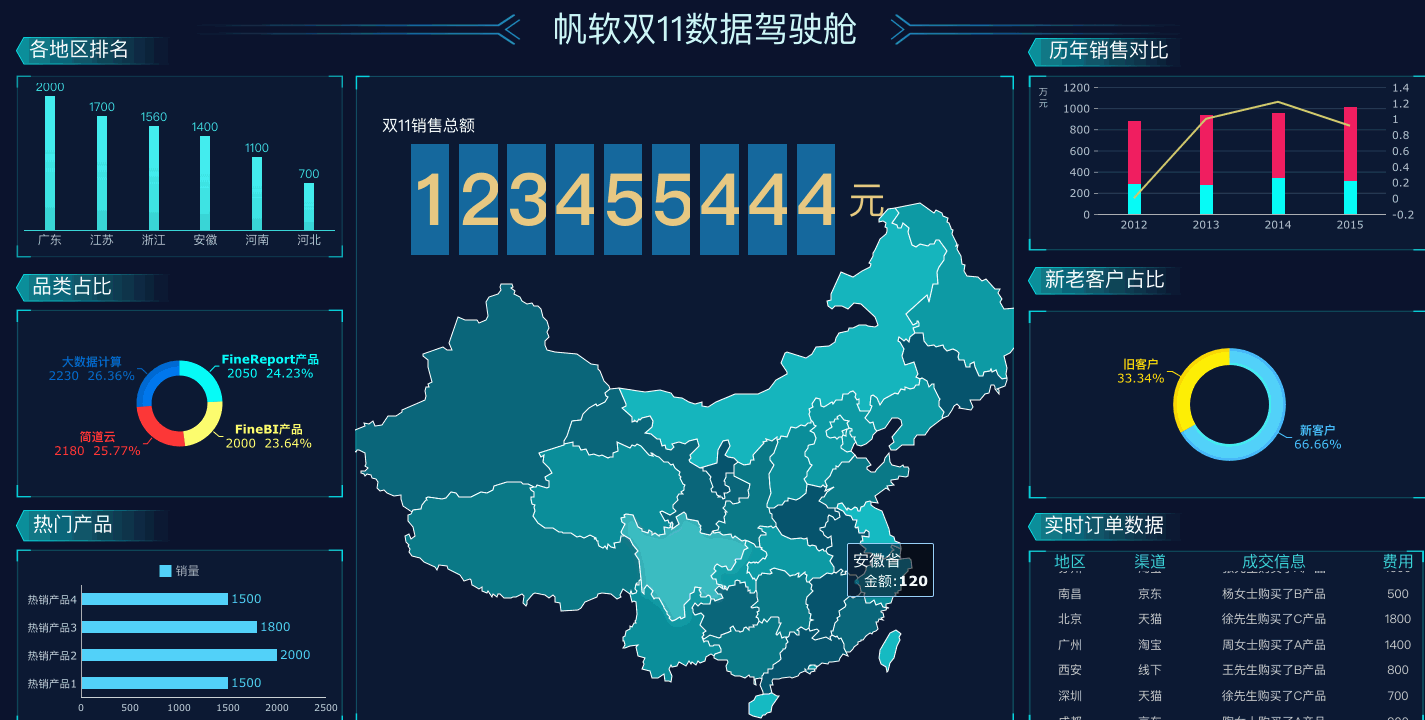 帆软双11数据驾驶舱
各地区排名
2000
1700
1560
1400
1100
700
广东 江苏 浙江 安徽 河南 河北
品类占比
大数据计算
2230 26.36%
FineReport产品
2050 24.23%
简道云
2180 25.77%
FineBI产品
2000 23.64%
热门产品
销量
热销产品4 1500
热销产品3 1800
热销产品2 2000
热销产品1 1500
0 500 1000 1500 2000 2500
双11销售总额
123455444 元
安徽省
金额:120
历年销售对比
万元
1200 1.4
1000 1.2
800 1
600 0.8
400 0.6
200 0.4
0 0.2
0
-0.2
2012 2013 2014 2015
新老客户占比
旧客户
33.34%
新客户
66.66%
实时订单数据
地区 渠道 成交信息 费用
南昌 京东 杨女士购买了B产品 500
北京 天猫 徐先生购买了C产品 1800
广州 淘宝 周女士购买了A产品 1400
西安 线下 王先生购买了B产品 800
深圳 天猫 徐先生购买了C产品 700